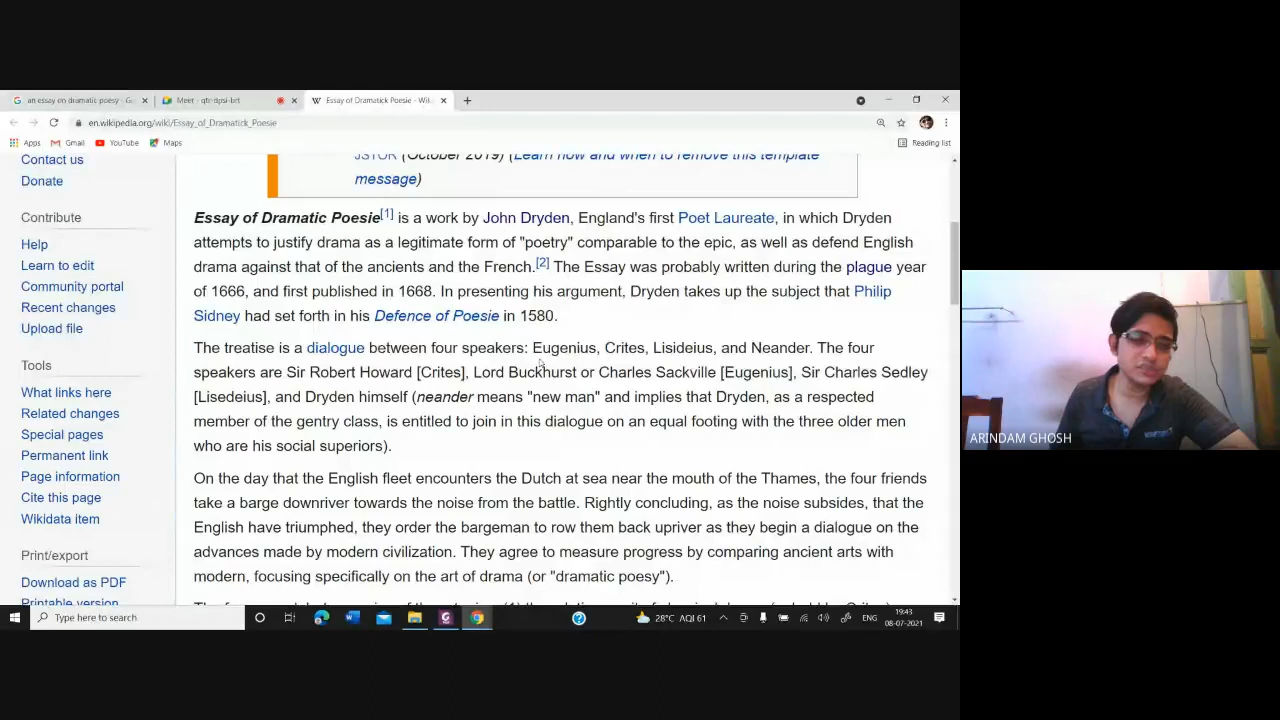 an essay on dramatic poesy - G
Meet - qtr-dpsi-brt
Essay of Dramatick Poesie - Wik
en.wikipedia.org/wiki/Essay_of_Dramatick_Poesie
Apps
Gmail
YouTube
Maps
Reading list
Contact us
Donate
Contribute
Help
Learn to edit
Community portal
Recent changes
Upload file
Tools
What links here
Related changes
Special pages
Permanent link
Page information
Cite this page
Wikidata item
Print/export
Download as PDF
Printable version
JSTOR (October 2019) (Learn how and when to remove this template
message)
Essay of Dramatic Poesie[1] is a work by John Dryden, England's first Poet Laureate, in which Dryden
attempts to justify drama as a legitimate form of "poetry" comparable to the epic, as well as defend English
drama against that of the ancients and the French.[2] The Essay was probably written during the plague year
of 1666, and first published in 1668. In presenting his argument, Dryden takes up the subject that Philip
Sidney had set forth in his Defence of Poesie in 1580.
The treatise is a dialogue between four speakers: Eugenius, Crites, Lisideius, and Neander. The four
speakers are Sir Robert Howard [Crites], Lord Buckhurst or Charles Sackville [Eugenius], Sir Charles Sedley
[Lisedeius], and Dryden himself (neander means "new man" and implies that Dryden, as a respected
member of the gentry class, is entitled to join in this dialogue on an equal footing with the three older men
who are his social superiors).
On the day that the English fleet encounters the Dutch at sea near the mouth of the Thames, the four friends
take a barge downriver towards the noise from the battle. Rightly concluding, as the noise subsides, that the
English have triumphed, they order the bargeman to row them back upriver as they begin a dialogue on the
advances made by modern civilization. They agree to measure progress by comparing ancient arts with
modern, focusing specifically on the art of drama (or "dramatic poesy").
Type here to search
28°C AQI 61
ENG
19:43
08-07-2021
ARINDAM GHOSH